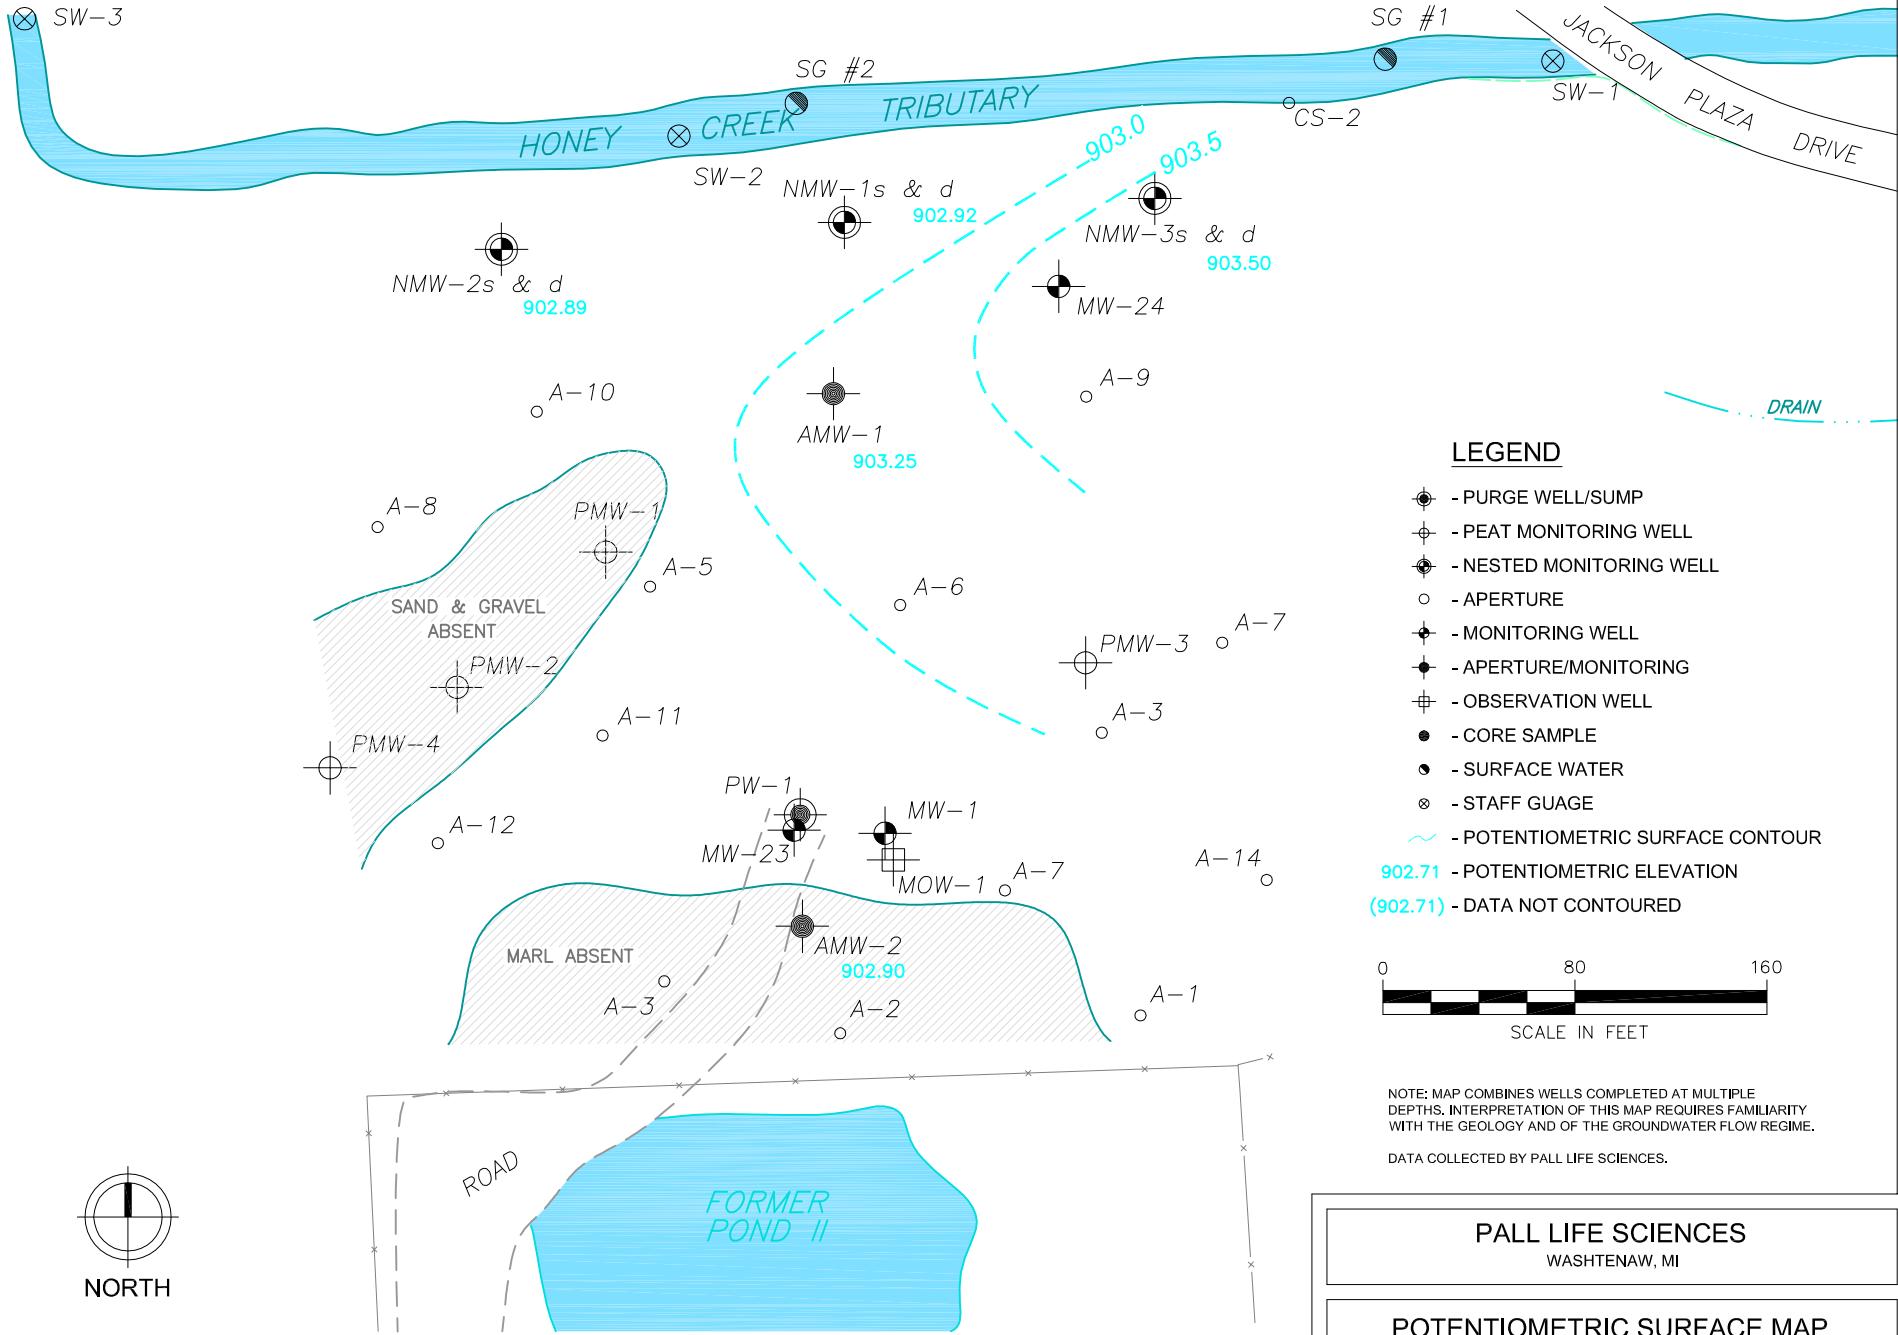 SW-3
SG #1
JACKSON PLAZA DRIVE
SG #2
HONEY CREEK TRIBUTARY
SW-1
CS-2
903.0
903.5
SW-2
NMW-1s & d
902.92
NMW-3s & d
903.50
NMW-2s & d
902.89
MW-24
A-10
A-9
AMW-1
903.25
DRAIN
A-8
PMW-1
A-5
A-6
SAND & GRAVEL
ABSENT
PMW-2
PMW-3
A-7
A-11
A-3
PMW-4
PW-1
MW-1
A-12
MW-23
MOW-1
A-7
A-14
MARL ABSENT
AMW-2
902.90
A-3
A-2
A-1
ROAD
FORMER
POND II
NORTH
LEGEND
- PURGE WELL/SUMP
- PEAT MONITORING WELL
- NESTED MONITORING WELL
- APERTURE
- MONITORING WELL
- APERTURE/MONITORING
- OBSERVATION WELL
- CORE SAMPLE
- SURFACE WATER
- STAFF GUAGE
- POTENTIOMETRIC SURFACE CONTOUR
902.71 - POTENTIOMETRIC ELEVATION
(902.71) - DATA NOT CONTOURED
0 80 160
SCALE IN FEET
NOTE: MAP COMBINES WELLS COMPLETED AT MULTIPLE
DEPTHS. INTERPRETATION OF THIS MAP REQUIRES FAMILIARITY
WITH THE GEOLOGY AND OF THE GROUNDWATER FLOW REGIME.
DATA COLLECTED BY PALL LIFE SCIENCES.
PALL LIFE SCIENCES
WASHTENAW, MI
POTENTIOMETRIC SURFACE MAP